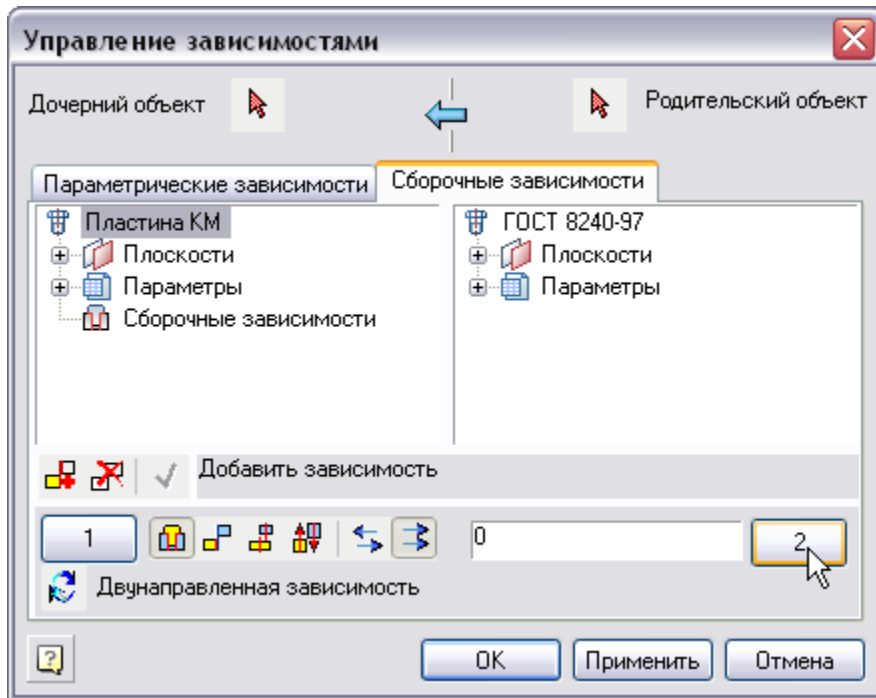 Управление зависимостями
Дочерний объект
Родительский объект
Параметрические зависимости
Сборочные зависимости
Пластина КМ
Плоскости
Параметры
Сборочные зависимости
ГОСТ 8240-97
Плоскости
Параметры
Добавить зависимость
1
0
2
Двунаправленная зависимость
?
OK
Применить
Отмена